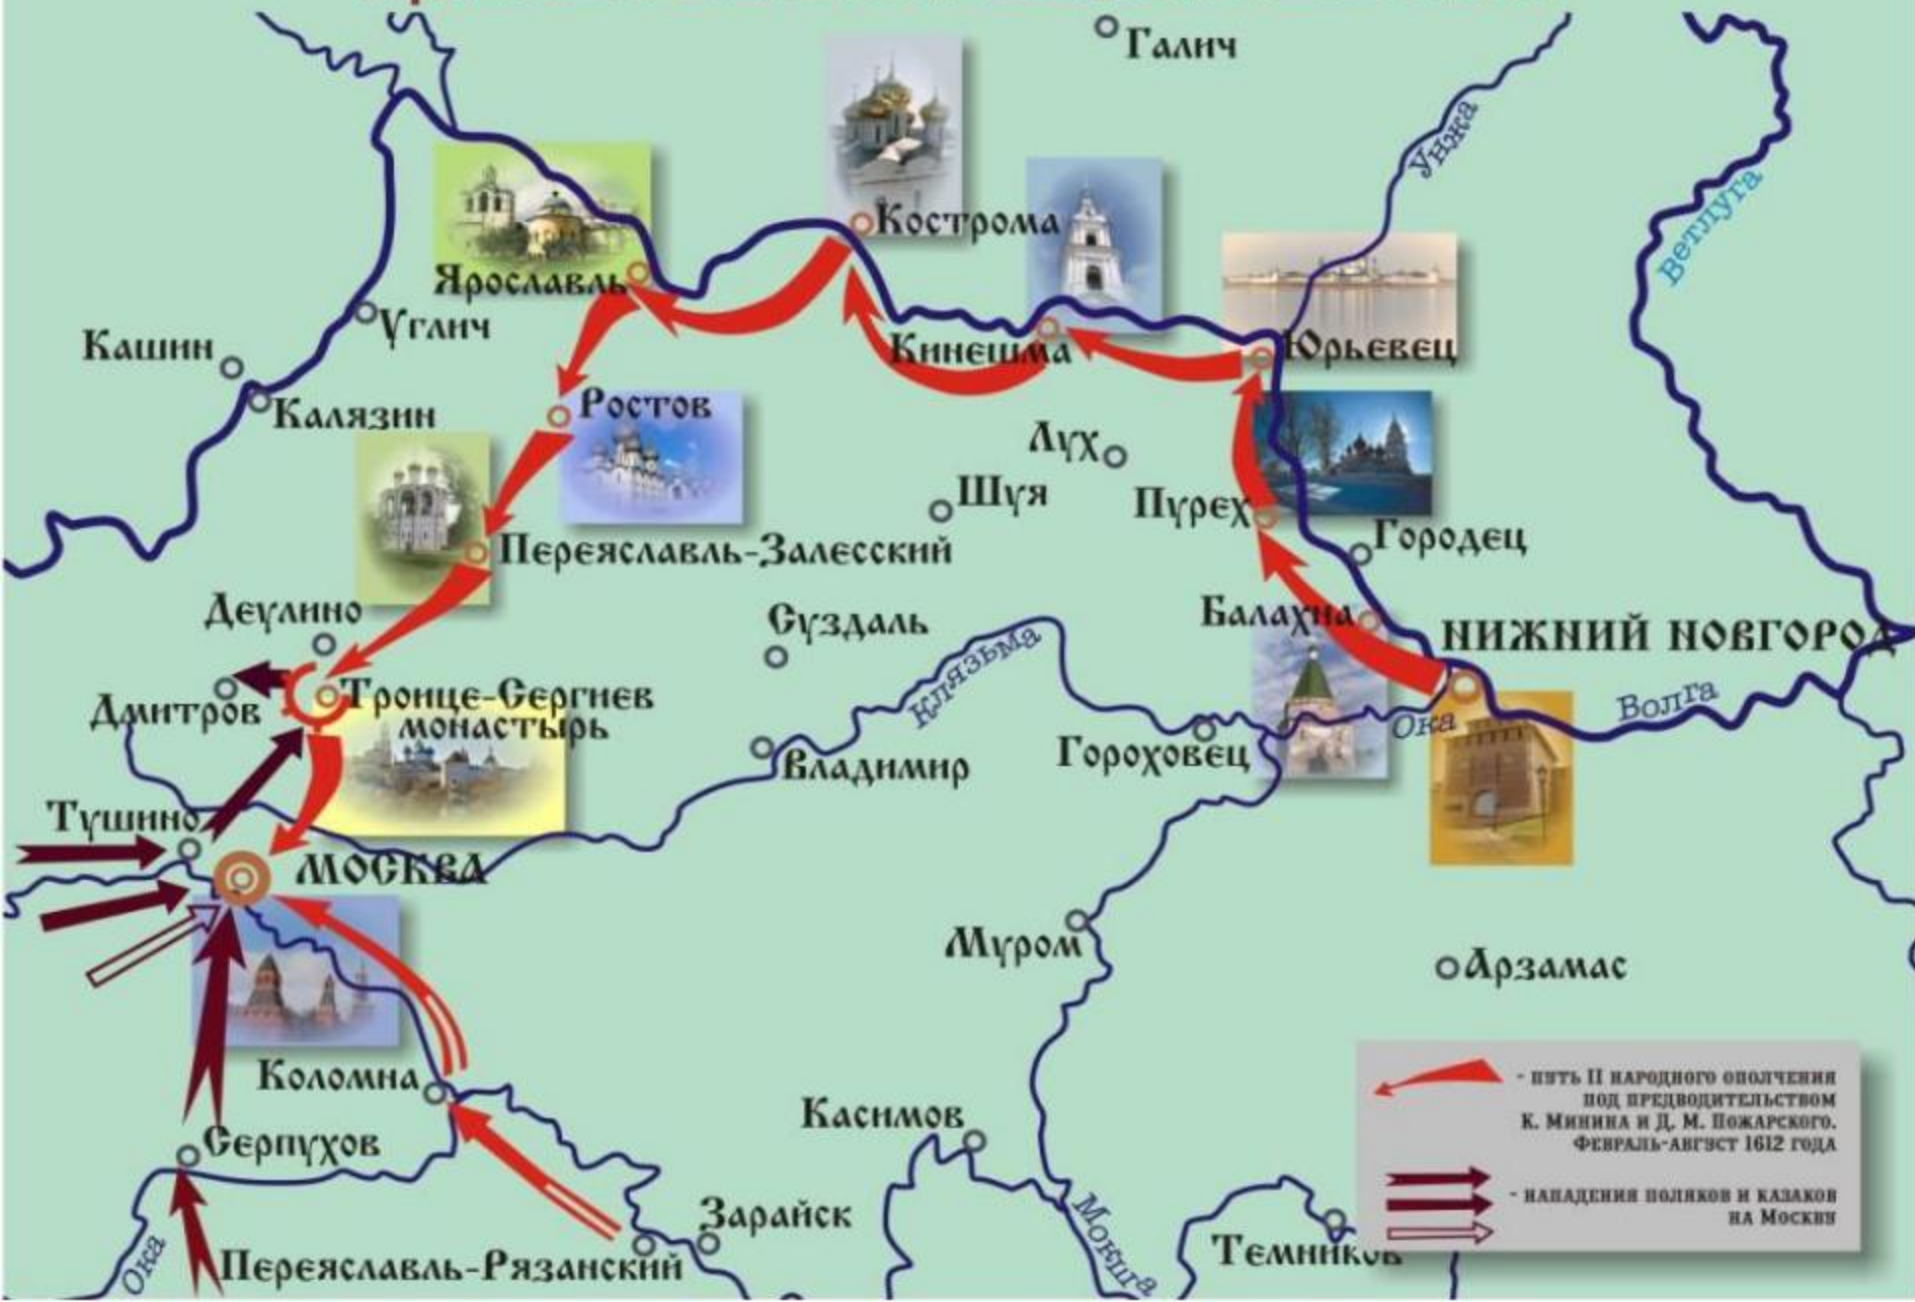 Галич
Унжа
Ветлуга
Кострома
Ярославль
Углич
Кашин
Кинешма
Юрьевец
Калязин
Ростов
Лух
Шуя
Пурех
Городец
Переяславль-Залесский
Деулино
Суздаль
Балахна
НИЖНИЙ НОВГОРОД
Клязьма
Дмитров
Троице-Сергиев
монастырь
Волга
Ока
Гороховец
Владимир
Тушино
МОСКВА
Муром
Арзамас
Коломна
Касимов
Серпухов
Зарайск
Переяславль-Рязанский
Ока
Мокша
Темников
- ПУТЬ II НАРОДНОГО ОПОЛЧЕНИЯ
ПОД ПРЕДВОДИТЕЛЬСТВОМ
К. МИНИНА И Д. М. ПОЖАРСКОГО.
ФЕВРАЛЬ-АВГУСТ 1612 ГОДА
- НАПАДЕНИЯ ПОЛЯКОВ И КАЗАКОВ
НА МОСКВУ